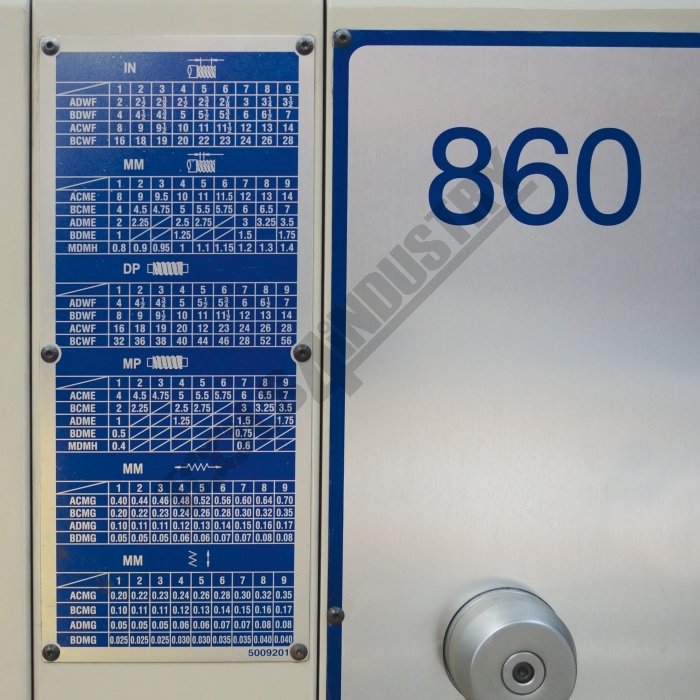 860
IN
1 2 3 4 5 6 7 8 9
ADWF 2 2½ 2¾ 2½ 2¾ 2⅞ 3 3¼ 3½
BDWF 4 4½ 4¾ 5 5½ 5¾ 6 6½ 7
ACWF 8 9 9½ 10 11 11½ 12 13 14
BCWF 16 18 19 20 22 23 24 26 28
MM
1 2 3 4 5 6 7 8 9
ACME 8 9 9.5 10 11 11.5 12 13 14
BCME 4 4.5 4.75 5 5.5 5.75 6 6.5 7
ADME 2 2.25 2.5 2.75 3 3.25 3.5
BDME 1 1.25 1.5 1.75
MDMH 0.8 0.9 0.95 1 1.1 1.15 1.2 1.3 1.4
DP
1 2 3 4 5 6 7 8 9
ADWF 4 4½ 4¾ 5 5½ 5¾ 6 6½ 7
BDWF 8 9 9½ 10 11 11½ 12 13 14
ACWF 16 18 19 20 12 23 24 26 28
BCWF 32 36 38 40 44 46 28 52 56
MP
1 2 3 4 5 6 7 8 9
ACME 4 4.5 4.75 5 5.5 5.75 6 6.5 7
BCME 2 2.25 2.5 2.75 3 3.25 3.5
ADME 1 1.25 1.5 1.75
BDME 0.5 0.75
MDMH 0.4 0.6
MM
1 2 3 4 5 6 7 8 9
ACMG 0.40 0.44 0.46 0.48 0.52 0.56 0.60 0.64 0.70
BCMG 0.20 0.22 0.23 0.24 0.26 0.28 0.30 0.32 0.35
ADMG 0.10 0.11 0.11 0.12 0.13 0.14 0.15 0.16 0.17
BDMG 0.05 0.05 0.05 0.06 0.06 0.07 0.07 0.08 0.08
MM
1 2 3 4 5 6 7 8 9
ACMG 0.20 0.22 0.23 0.24 0.26 0.28 0.30 0.32 0.35
BCMG 0.10 0.11 0.11 0.12 0.13 0.14 0.15 0.16 0.17
ADMG 0.05 0.05 0.05 0.06 0.06 0.07 0.07 0.08 0.08
BDMG 0.025 0.025 0.025 0.030 0.030 0.035 0.035 0.040 0.040
5009201
4INDUSTRY